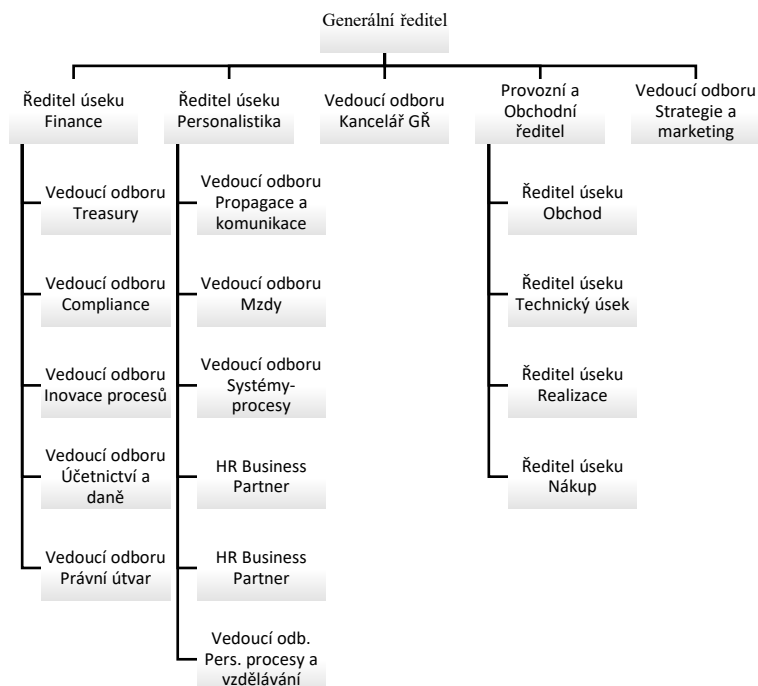 Generální ředitel
Ředitel úseku
Finance
Ředitel úseku
Personalistika
Vedoucí odboru
Kancelář GŘ
Provozní a
Obchodní
ředitel
Vedoucí odboru
Strategie a
marketing
Vedoucí odboru
Treasury
Vedoucí odboru
Compliance
Vedoucí odboru
Inovace procesů
Vedoucí odboru
Účetnictví a
daně
Vedoucí odboru
Právní útvar
Vedoucí odboru
Propagace a
komunikace
Vedoucí odboru
Mzdy
Vedoucí odboru
Systémy-
procesy
HR Business
Partner
HR Business
Partner
Vedoucí odb.
Pers. procesy a
vzdělávání
Ředitel úseku
Obchod
Ředitel úseku
Technický úsek
Ředitel úseku
Realizace
Ředitel úseku
Nákup